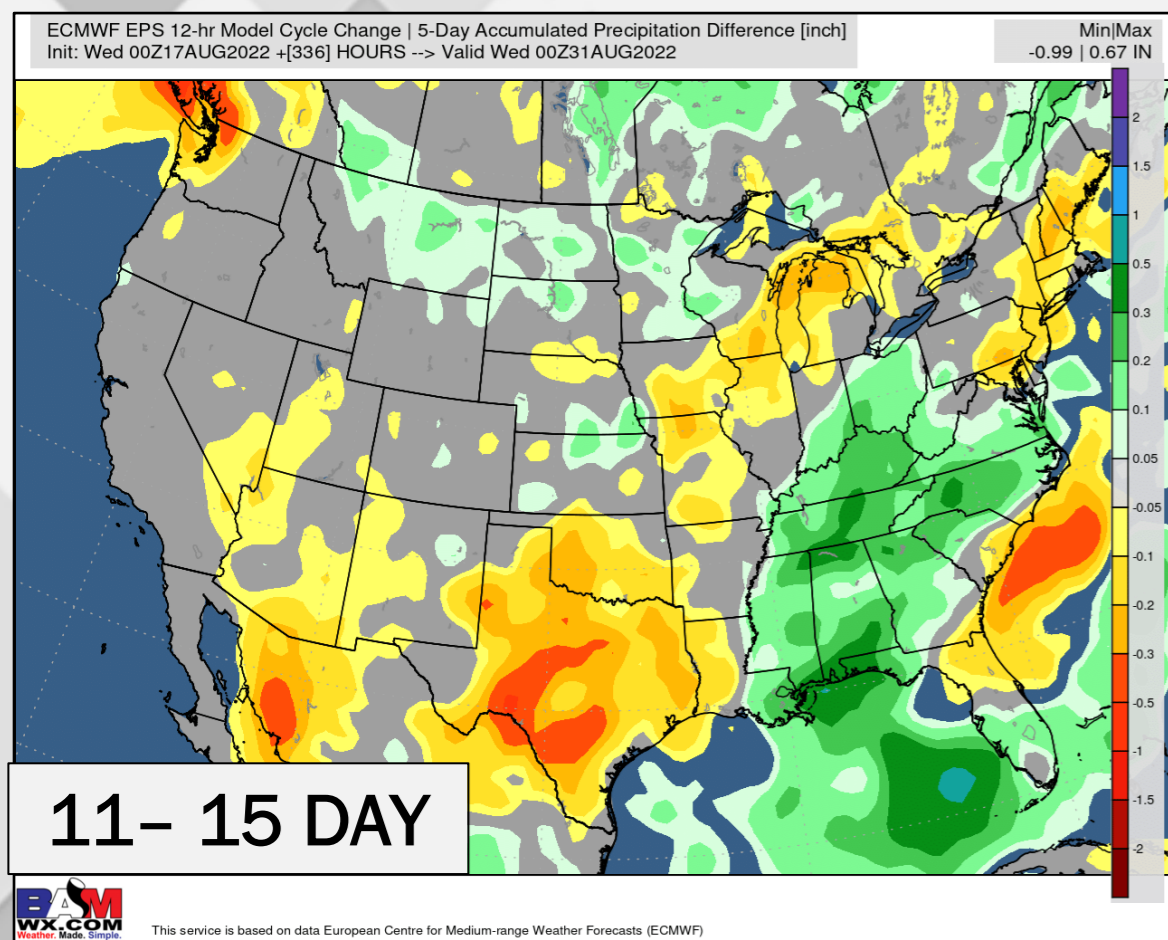 ECMWF EPS 12-hr Model Cycle Change | 5-Day Accumulated Precipitation Difference [inch]
Init: Wed 00Z17AUG2022 +[336] HOURS --> Valid Wed 00Z31AUG2022
Min|Max
-0.99 | 0.67 IN
2
1.5
1
0.5
0.3
0.2
0.1
0.05
-0.05
-0.1
-0.2
-0.3
-0.5
-1
-1.5
-2
11– 15 DAY
BAM
WX.COM
Weather. Made. Simple.
This service is based on data European Centre for Medium-range Weather Forecasts (ECMWF)